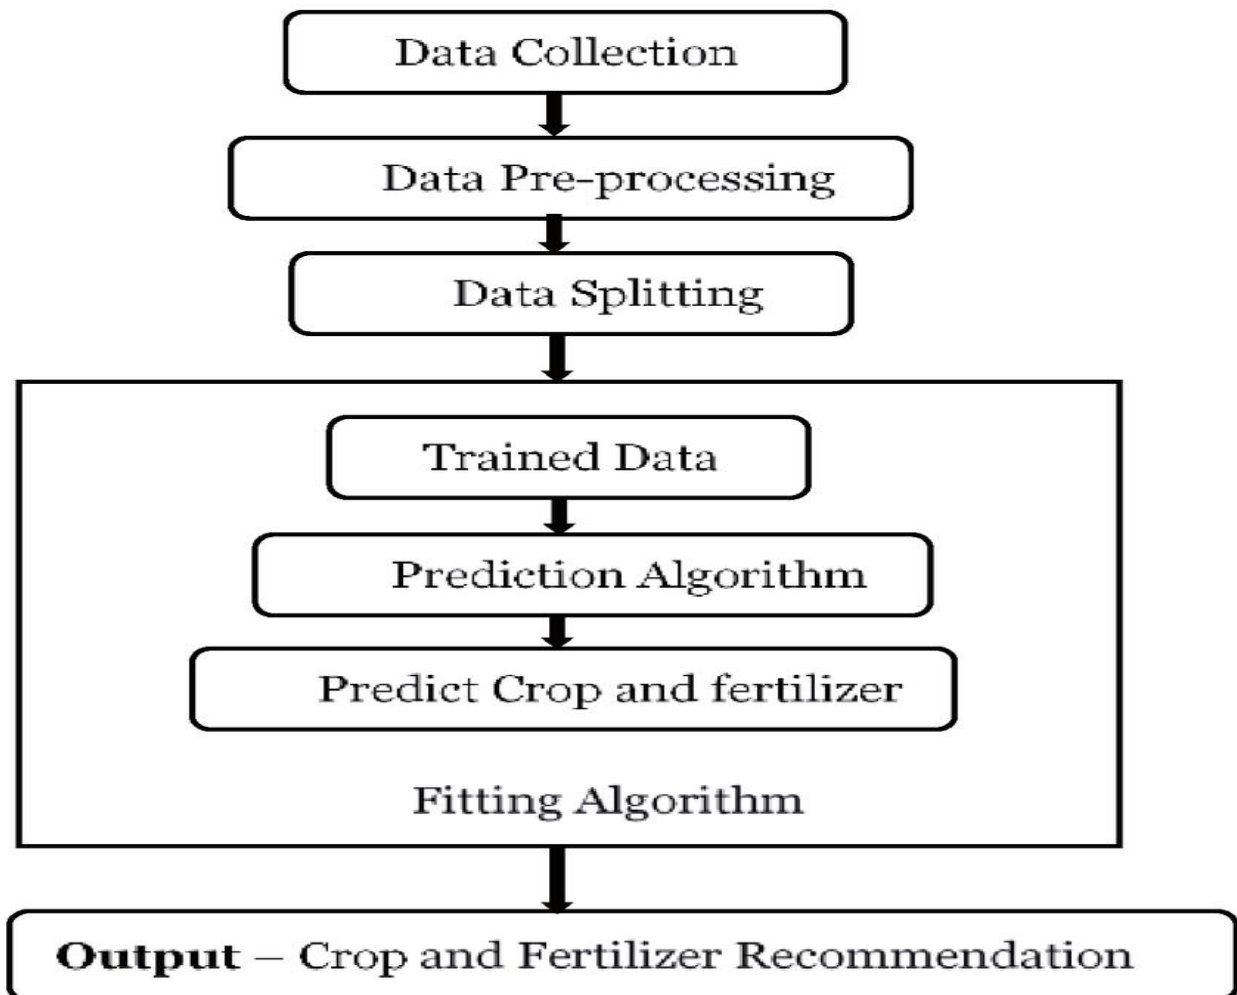 Data Collection
Data Pre-processing
Data Splitting
Trained Data
Prediction Algorithm
Predict Crop and fertilizer
Fitting Algorithm
Output – Crop and Fertilizer Recommendation